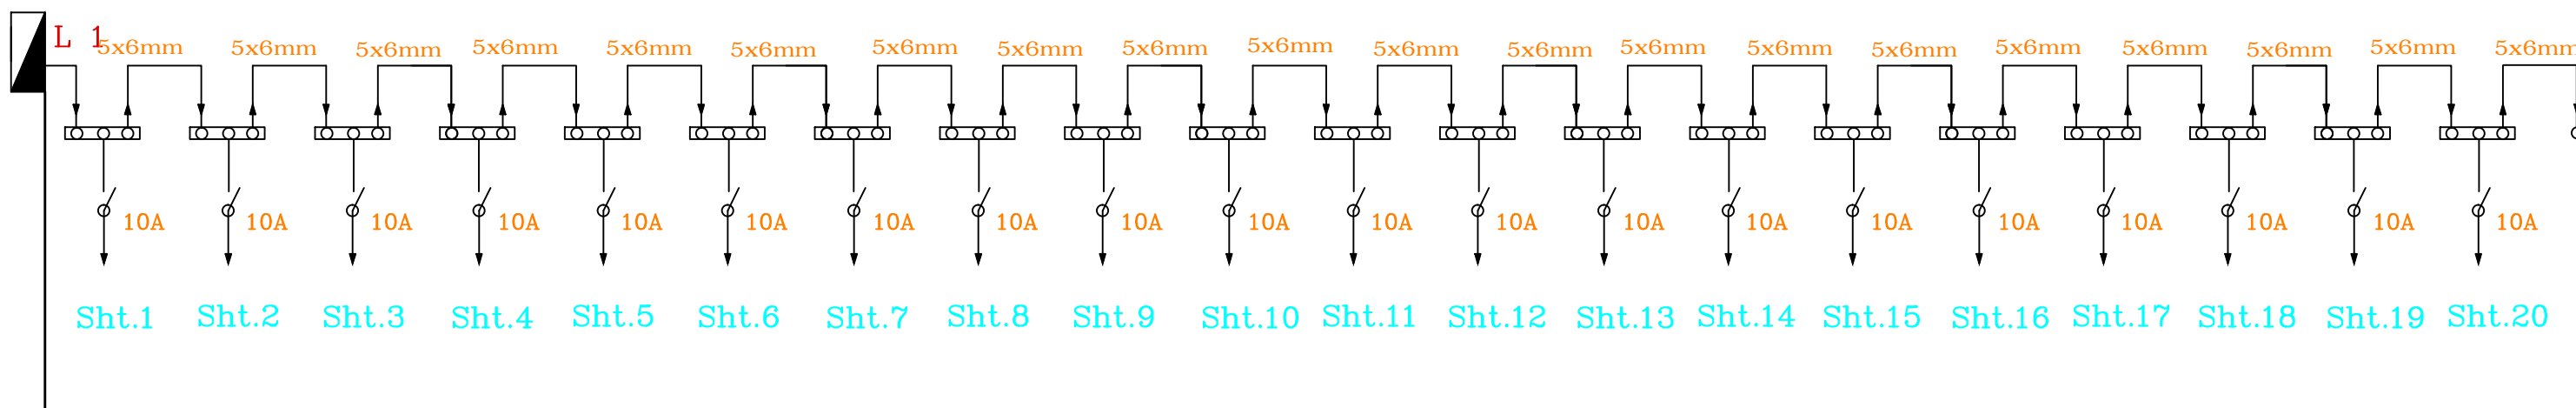 L 1
5x6mm 5x6mm 5x6mm 5x6mm 5x6mm 5x6mm 5x6mm 5x6mm 5x6mm 5x6mm 5x6mm 5x6mm 5x6mm 5x6mm 5x6mm 5x6mm 5x6mm 5x6mm 5x6mm 5x6mm
10A 10A 10A 10A 10A 10A 10A 10A 10A 10A 10A 10A 10A 10A 10A 10A 10A 10A 10A 10A
Sht.1 Sht.2 Sht.3 Sht.4 Sht.5 Sht.6 Sht.7 Sht.8 Sht.9 Sht.10 Sht.11 Sht.12 Sht.13 Sht.14 Sht.15 Sht.16 Sht.17 Sht.18 Sht.19 Sht.20